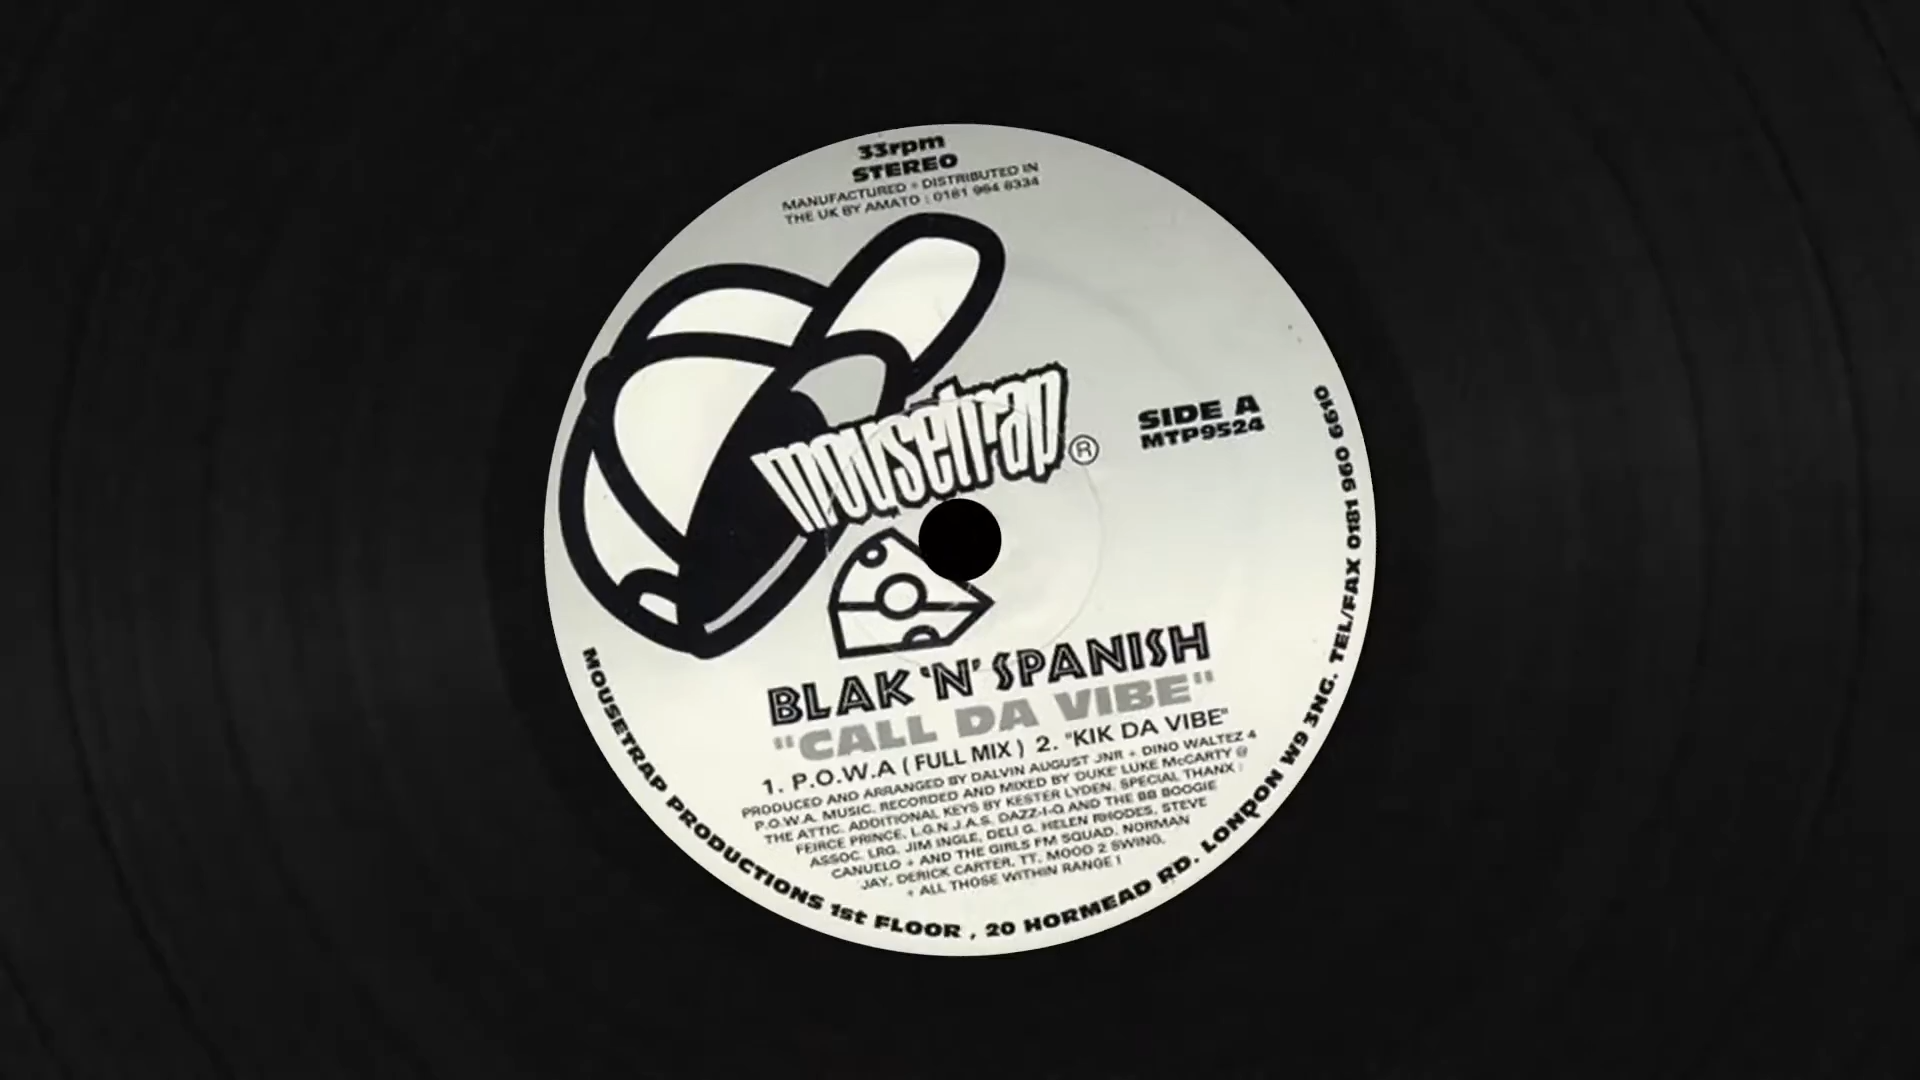 33rpm
STEREO
MANUFACTURED + DISTRIBUTED IN
THE UK BY AMATO : 0181 964 8334
mousetrap ®
SIDE A
MTP9524
BLAK 'N' SPANISH
"CALL DA VIBE"
1. P.O.W.A ( FULL MIX ) 2. "KIK DA VIBE"
PRODUCED AND ARRANGED BY DALVIN AUGUST JNR + DINO WALTEZ 4
P.O.W.A. MUSIC. RECORDED AND MIXED BY 'DUKE' LUKE McCARTY @
THE ATTIC. ADDITIONAL KEYS BY KESTER LYDEN. SPECIAL THANX :
FEIRCE PRINCE, L.G.N.J.A.S. DAZZ-I-Q AND THE BB BOOGIE
ASSOC. LRG, JIM INGLE, DELI G. HELEN RHODES, STEVE
CANUELO + AND THE GIRLS FM SQUAD. NORMAN
JAY, DERICK CARTER, TT. MOOD 2 SWING,
+ ALL THOSE WITHIN RANGE !
MOUSETRAP PRODUCTIONS 1st FLOOR , 20 HORMEAD RD. LONDON W9 3NG. TEL/FAX 0181 960 6610